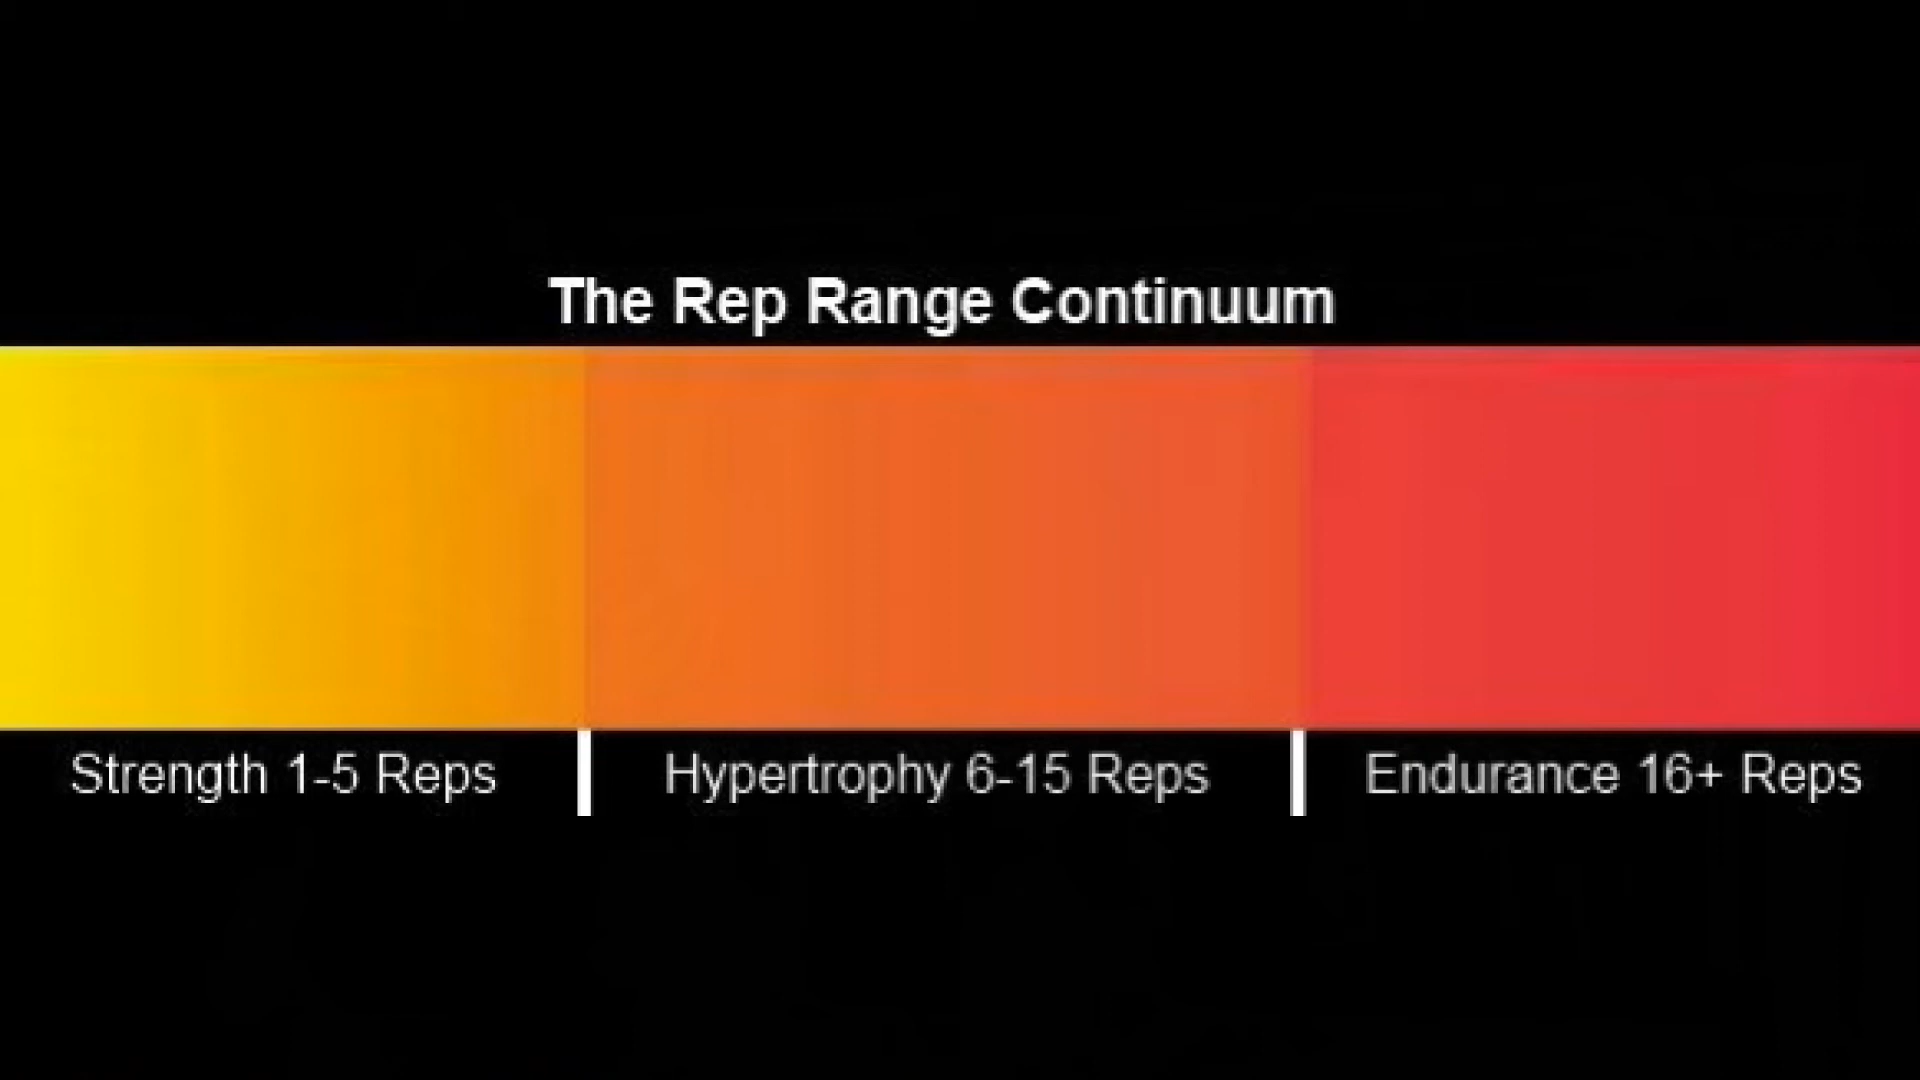 The Rep Range Continuum
Strength 1-5 Reps
Hypertrophy 6-15 Reps
Endurance 16+ Reps